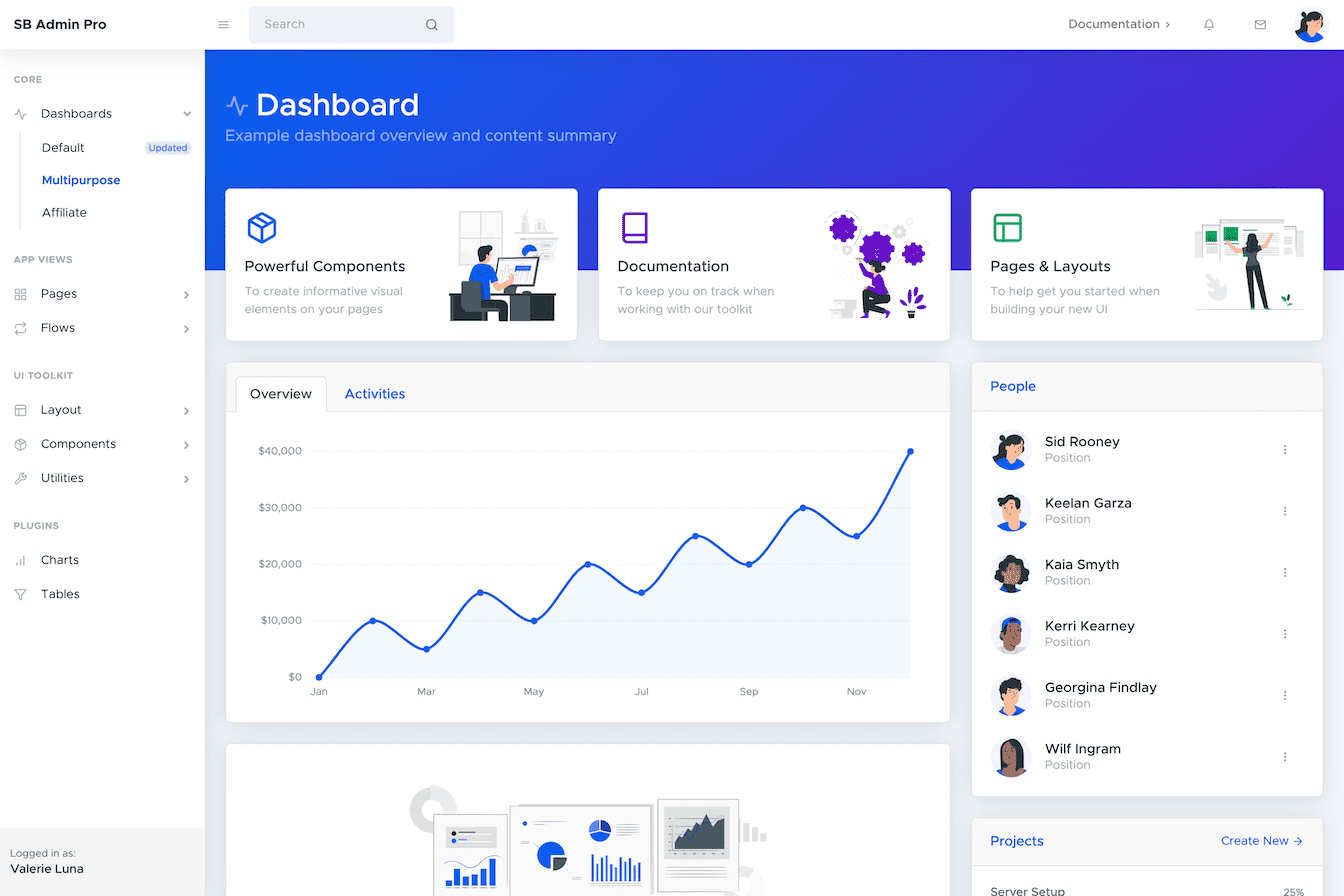 SB Admin Pro
Search
Documentation
CORE
Dashboards
Default
Updated
Multipurpose
Affiliate
APP VIEWS
Pages
Flows
UI TOOLKIT
Layout
Components
Utilities
PLUGINS
Charts
Tables
Logged in as:
Valerie Luna
Dashboard
Example dashboard overview and content summary
Powerful Components
To create informative visual
elements on your pages
Documentation
To keep you on track when
working with our toolkit
Pages & Layouts
To help get you started when
building your new UI
Overview
Activities
$40,000
$30,000
$20,000
$10,000
$0
Jan
Mar
May
Jul
Sep
Nov
People
Sid Rooney
Position
Keelan Garza
Position
Kaia Smyth
Position
Kerri Kearney
Position
Georgina Findlay
Position
Wilf Ingram
Position
Projects
Create New
Server Setup
25%